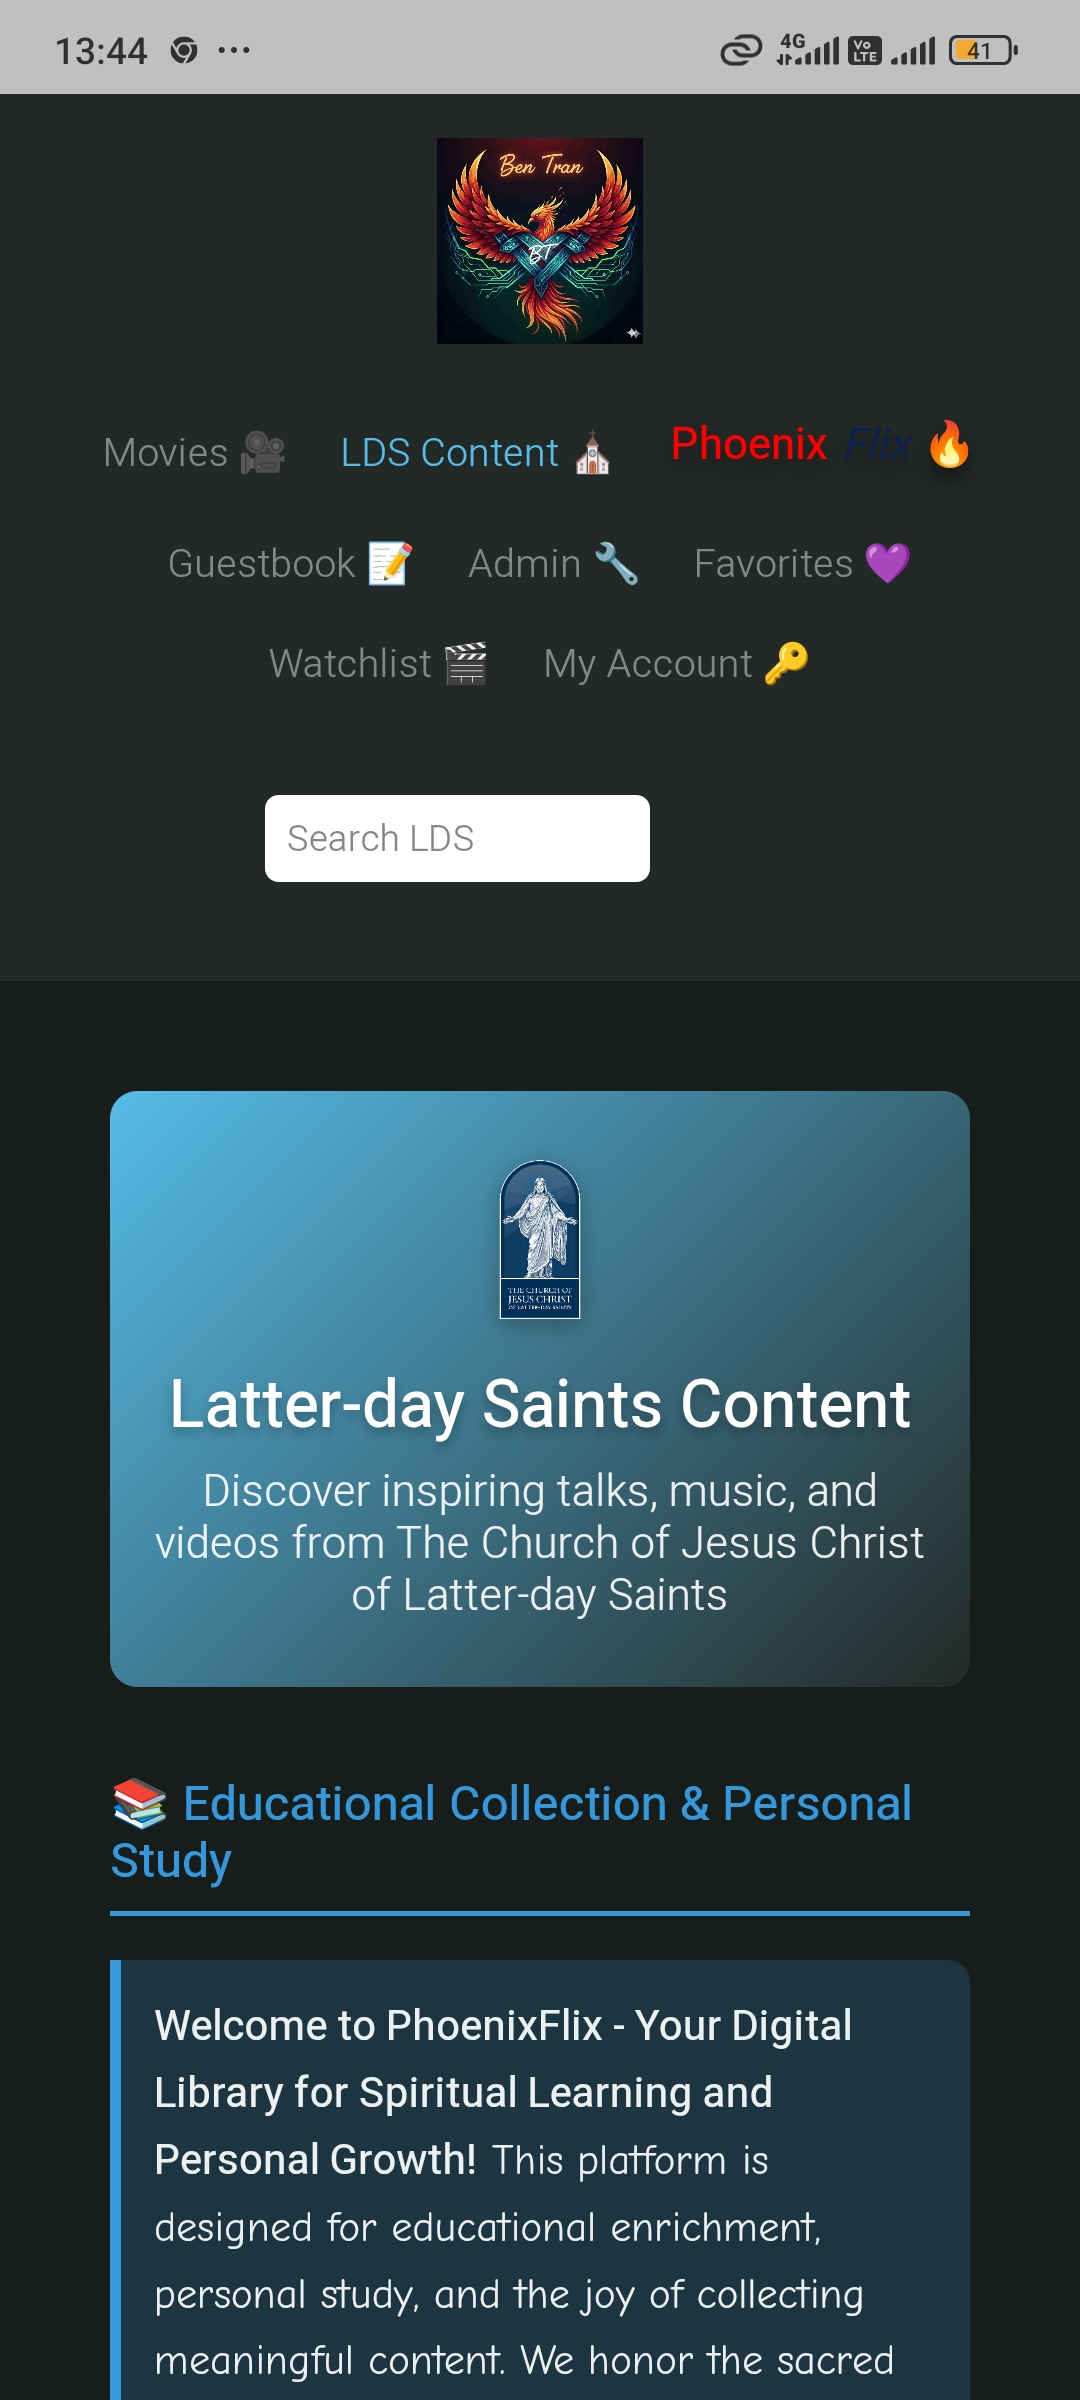 13:44
4G
Vo
LTE
41
Ben Tran
BT
Movies 🎥 LDS Content ⛪ Phoenix Flix 🔥
Guestbook 📝 Admin 🔧 Favorites 💜
Watchlist 🎬 My Account 🔑
Search LDS
THE CHURCH OF
JESUS CHRIST
OF LATTER-DAY SAINTS
Latter-day Saints Content
Discover inspiring talks, music, and
videos from The Church of Jesus Christ
of Latter-day Saints
📚 Educational Collection & Personal
Study
Welcome to PhoenixFlix - Your Digital
Library for Spiritual Learning and
Personal Growth! This platform is
designed for educational enrichment,
personal study, and the joy of collecting
meaningful content. We honor the sacred